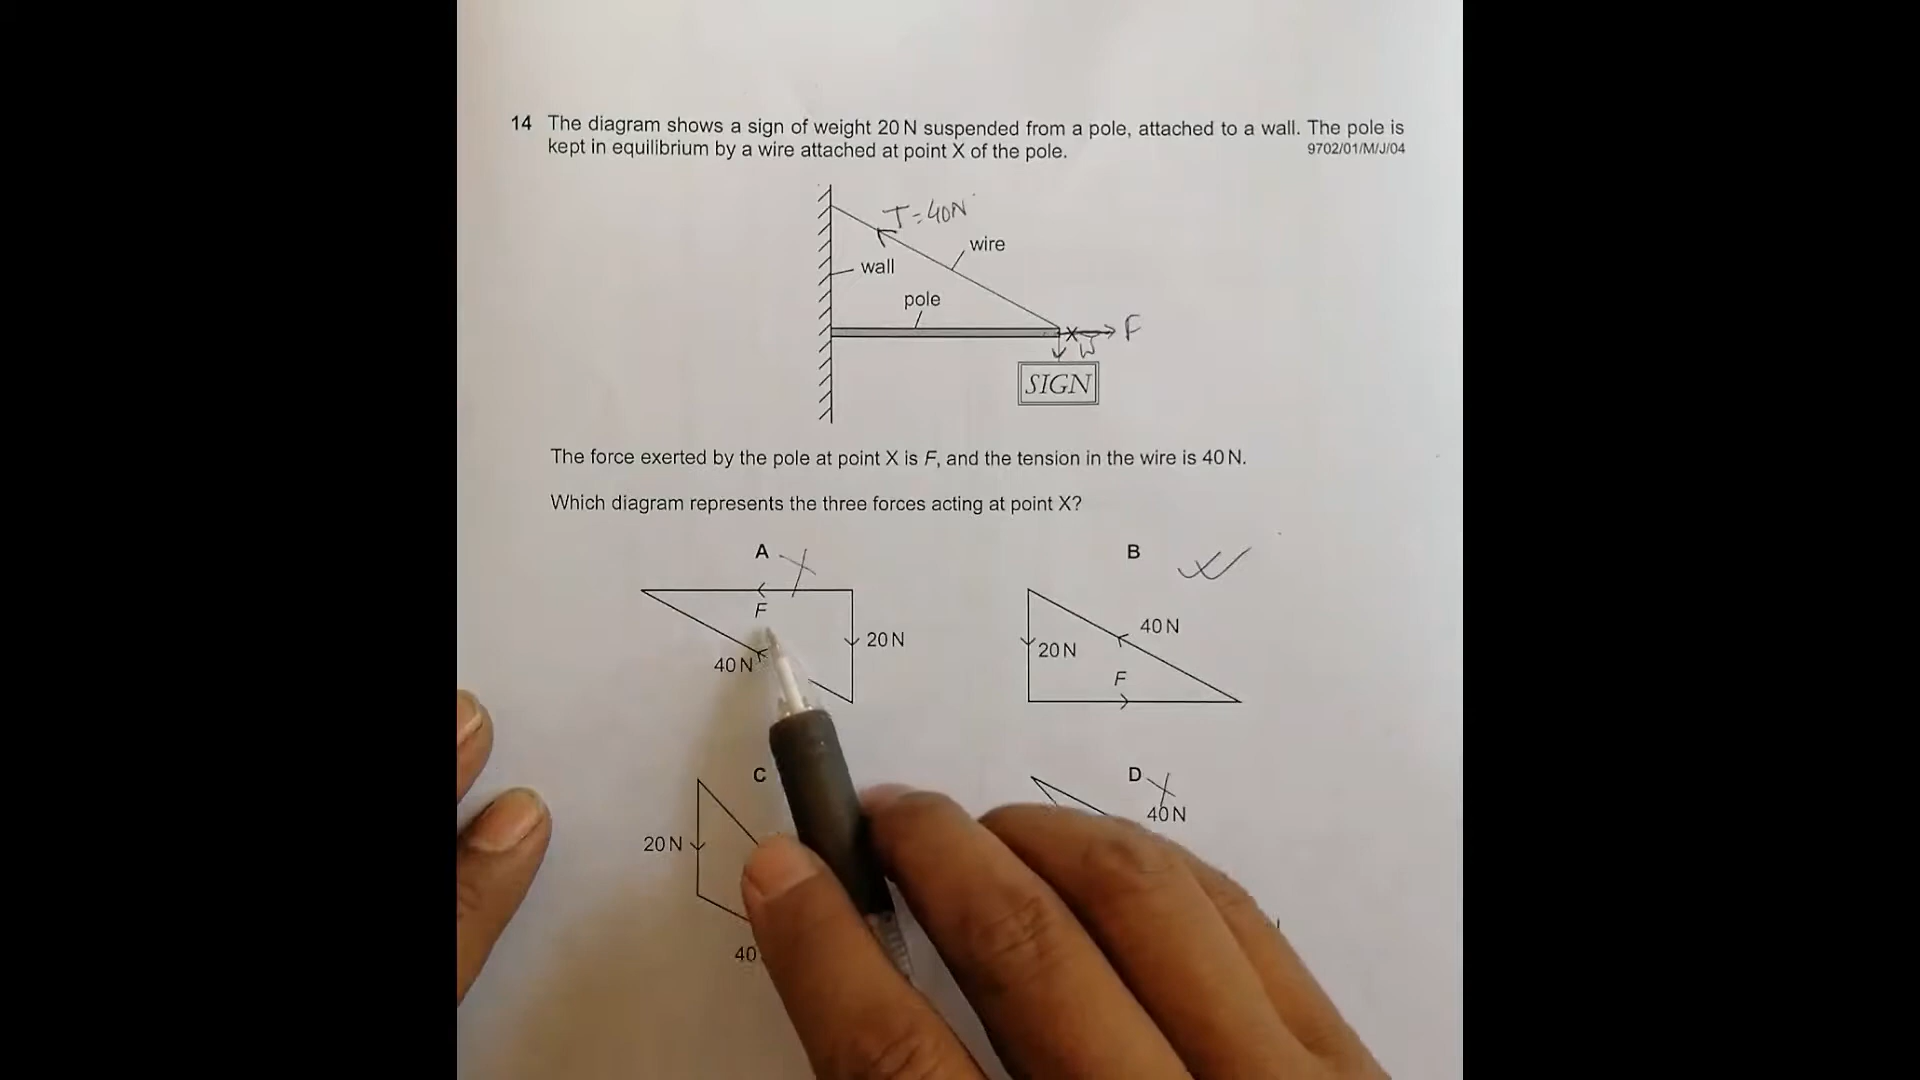 14 The diagram shows a sign of weight 20 N suspended from a pole, attached to a wall. The pole is
kept in equilibrium by a wire attached at point X of the pole.
9702/01/M/J/04
T=40N
wire
wall
pole
X
F
W
SIGN
The force exerted by the pole at point X is F, and the tension in the wire is 40 N.
Which diagram represents the three forces acting at point X?
A
B
F
20 N
40 N
40 N
20 N
F
C
D
20 N
40
40 N